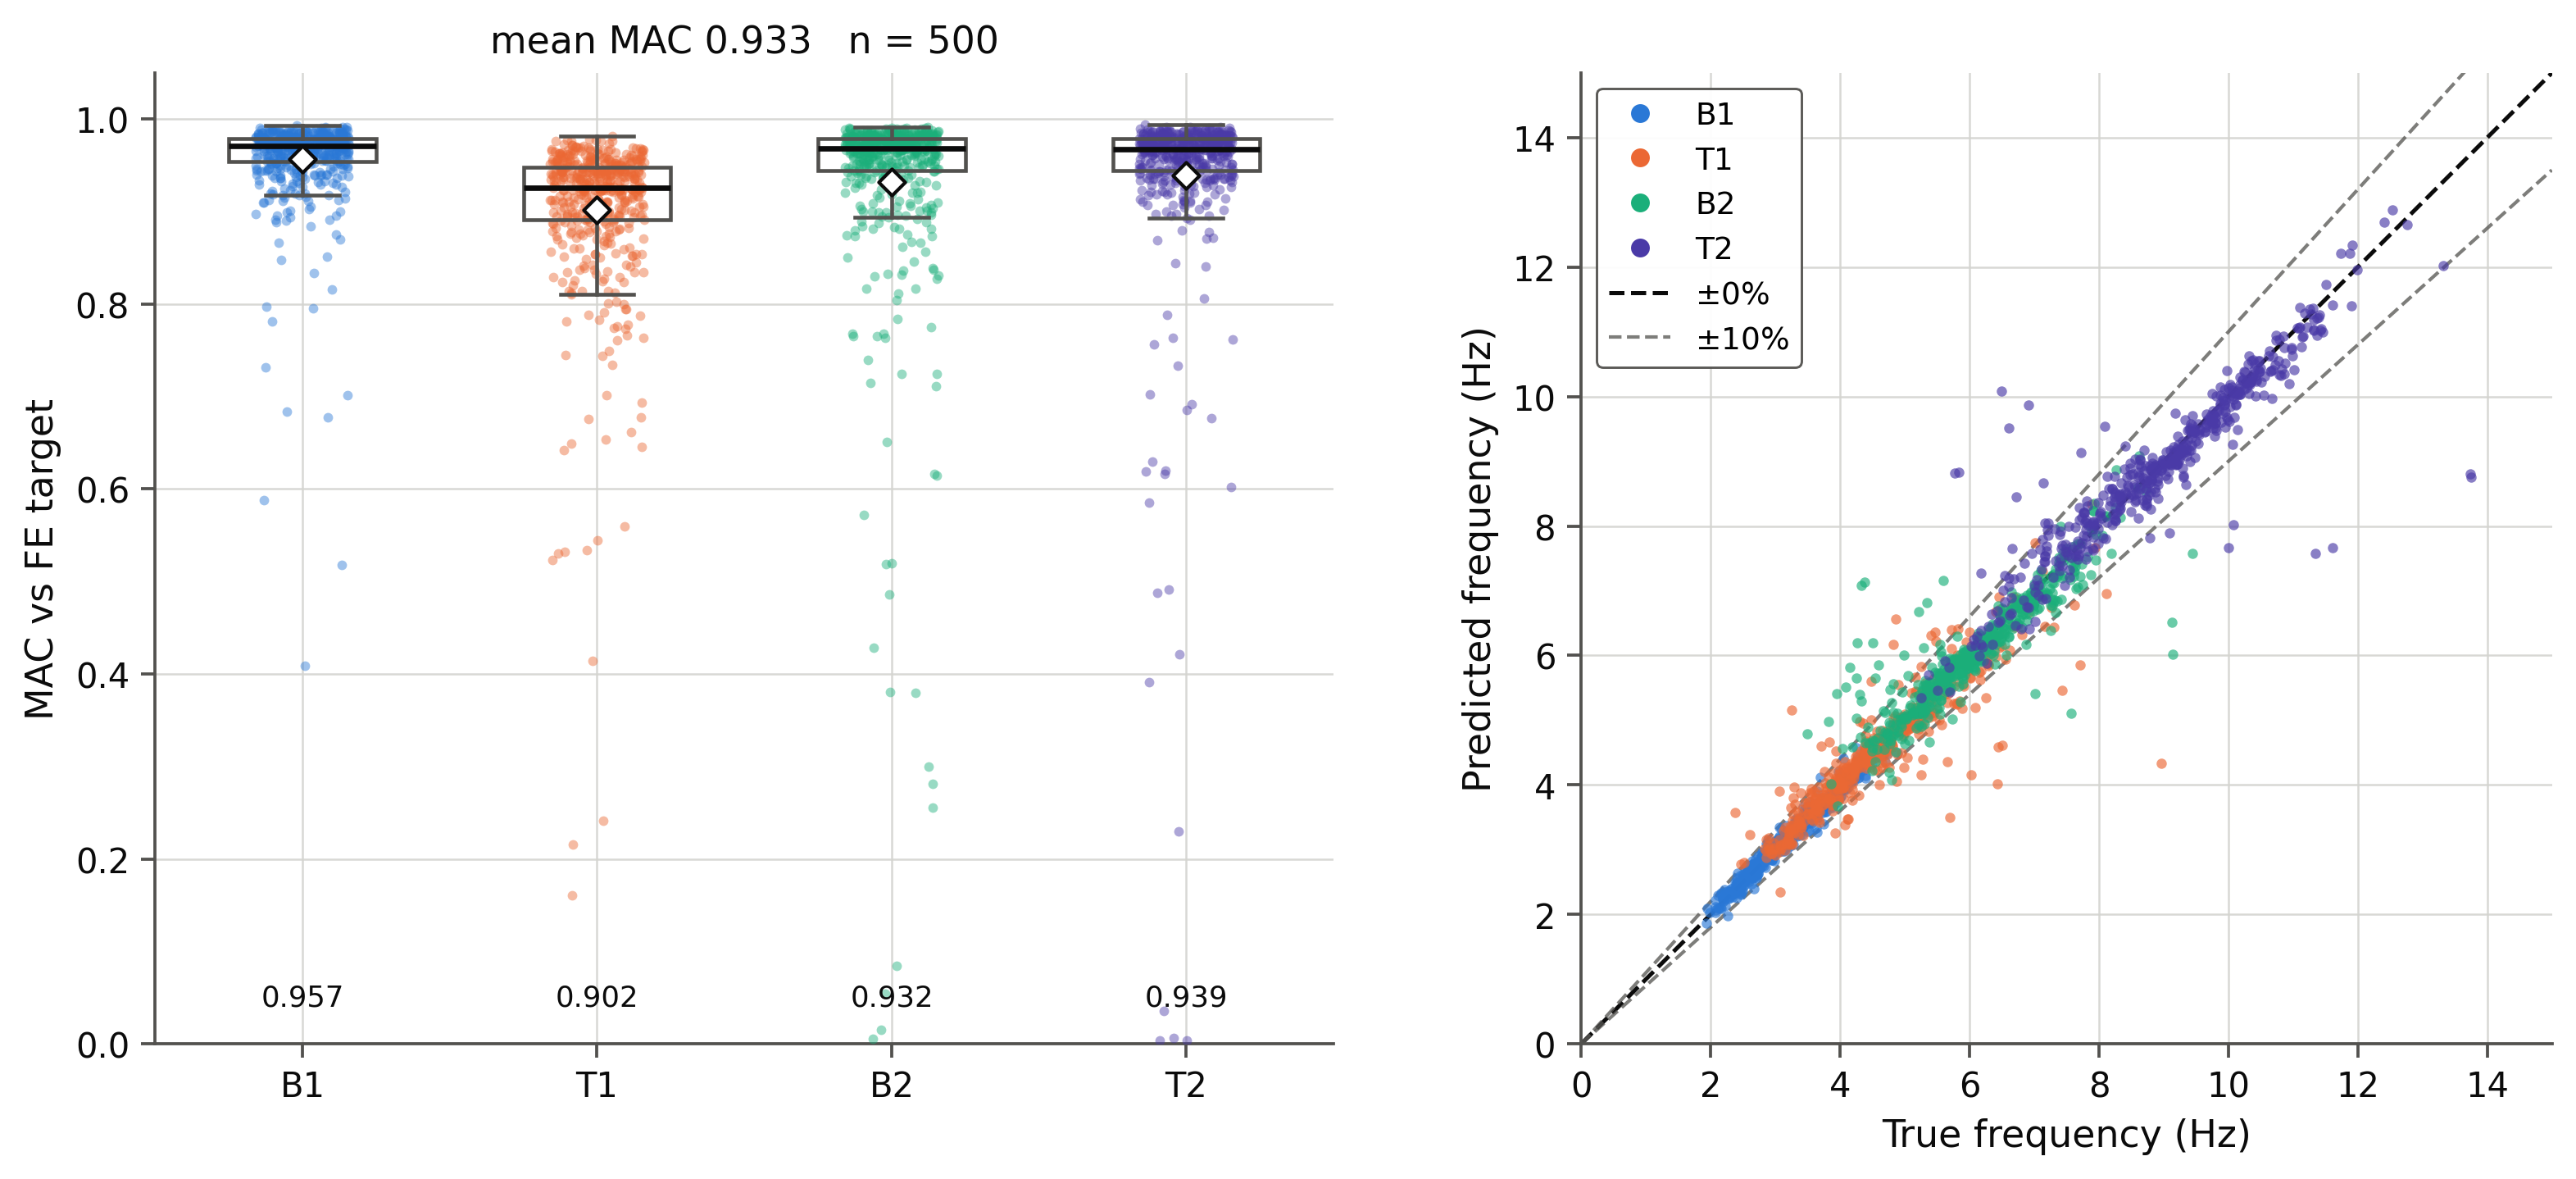 mean MAC 0.933 n = 500
MAC vs FE target
1.0
0.8
0.6
0.4
0.2
0.0
0.957
0.902
0.932
0.939
B1
T1
B2
T2
Predicted frequency (Hz)
14
12
10
8
6
4
2
0
B1
T1
B2
T2
±0%
±10%
0
2
4
6
8
10
12
14
True frequency (Hz)